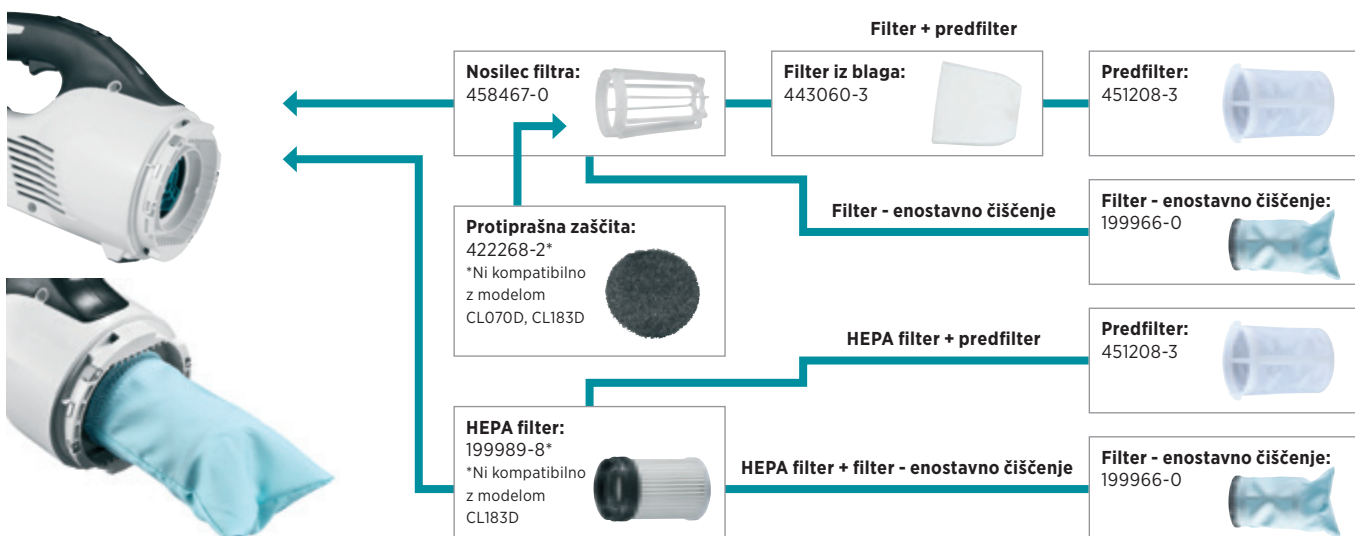 Filter + predfilter
Nosilec filtra:
458467-0
Filter iz blaga:
443060-3
Predfilter:
451208-3
Filter - enostavno čiščenje
Filter - enostavno čiščenje:
199966-0
Protiprašna zaščita:
422268-2*
*Ni kompatibilno
z modelom
CL070D, CL183D
HEPA filter + predfilter
Predfilter:
451208-3
HEPA filter:
199989-8*
*Ni kompatibilno
z modelom
CL183D
HEPA filter + filter - enostavno čiščenje
Filter - enostavno čiščenje:
199966-0